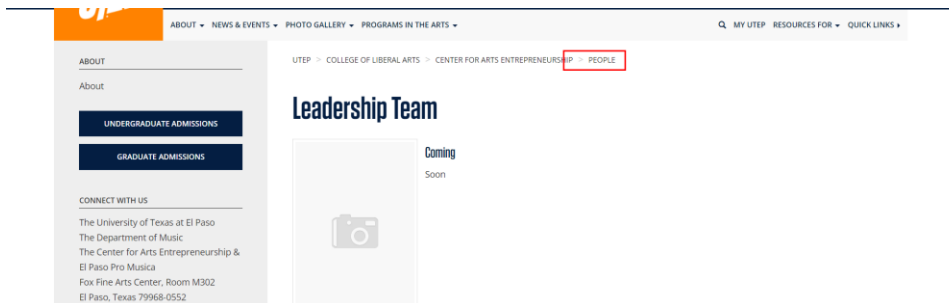 ABOUT NEWS & EVENTS PHOTO GALLERY PROGRAMS IN THE ARTS MY UTEP RESOURCES FOR QUICK LINKS
ABOUT
About
UNDERGRADUATE ADMISSIONS
GRADUATE ADMISSIONS
CONNECT WITH US
The University of Texas at El Paso
The Department of Music
The Center for Arts Entrepreneurship &
El Paso Pro Musica
Fox Fine Arts Center, Room M302
El Paso, Texas 79968-0552
UTEP > COLLEGE OF LIBERAL ARTS > CENTER FOR ARTS ENTREPRENEURSHIP > PEOPLE
Leadership Team
Coming
Soon